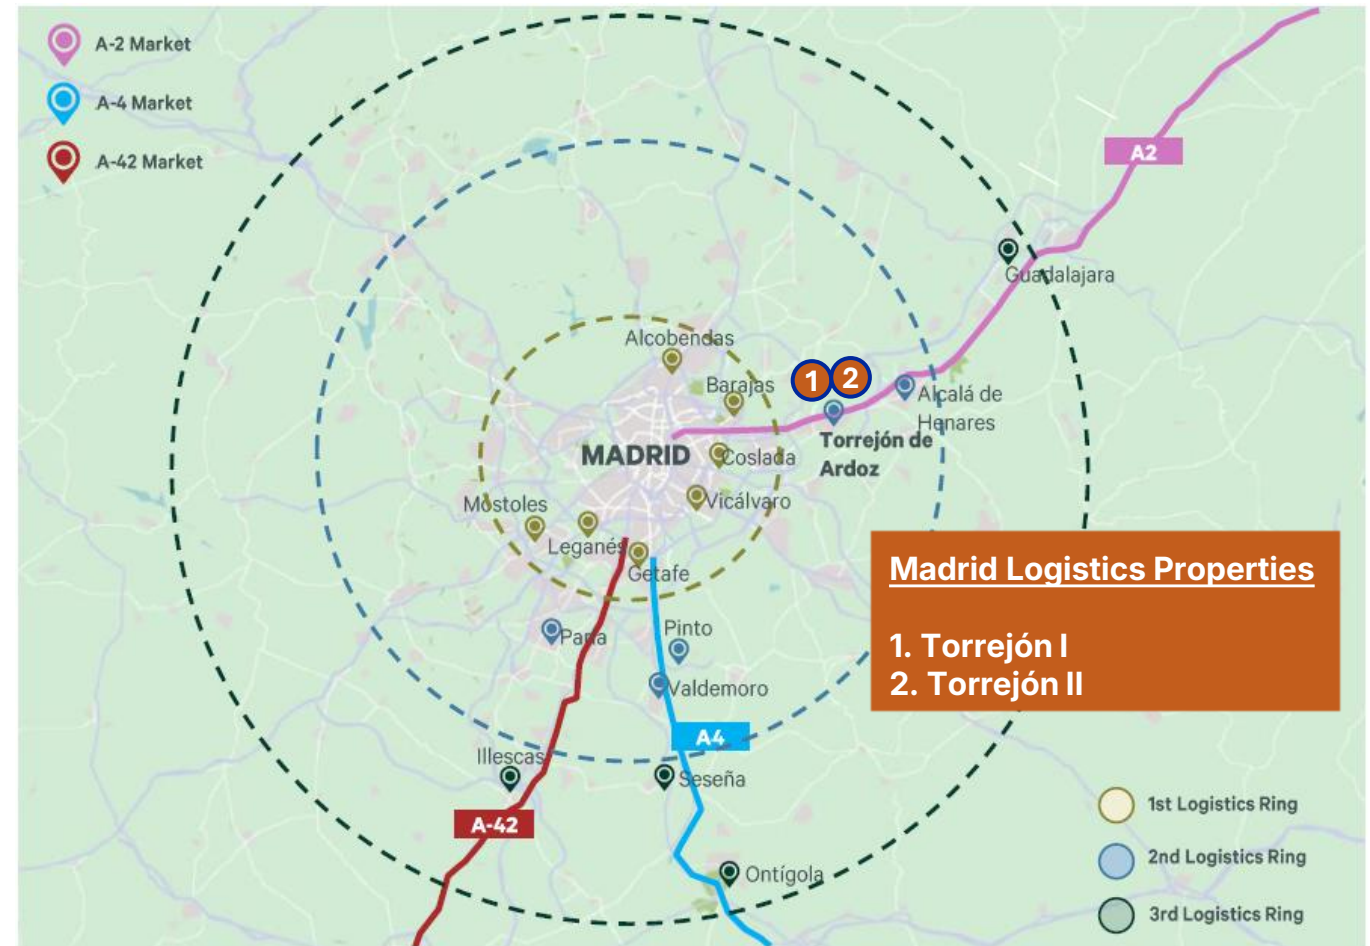 A-2 Market
A-4 Market
A-42 Market
A2
Guadalajara
Alcobendas
Barajas
1
2
Alcalá de
Henares
MADRID
Coslada
Torrejón de
Ardoz
Vicálvaro
Móstoles
Leganés
Getafe
Parla
Pinto
Valdemoro
A4
Illescas
Seseña
A-42
Ontígola
Madrid Logistics Properties
1. Torrejón I
2. Torrejón II
1st Logistics Ring
2nd Logistics Ring
3rd Logistics Ring